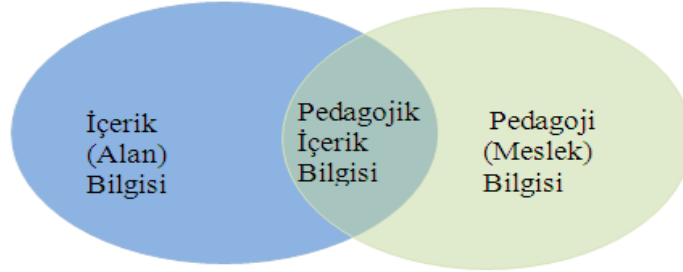 İçerik
(Alan)
Bilgisi
Pedagojik
İçerik
Bilgisi
Pedagoji
(Meslek)
Bilgisi